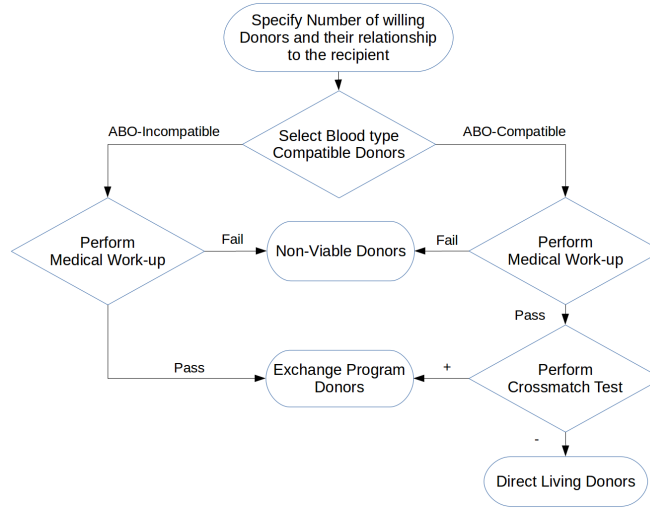 Specify Number of willing
Donors and their relationship
to the recipient
ABO-Incompatible
Select Blood type
Compatible Donors
ABO-Compatible
Perform
Medical Work-up
Fail
Non-Viable Donors
Fail
Perform
Medical Work-up
Pass
Pass
Exchange Program
Donors
+
Perform
Crossmatch Test
-
Direct Living Donors